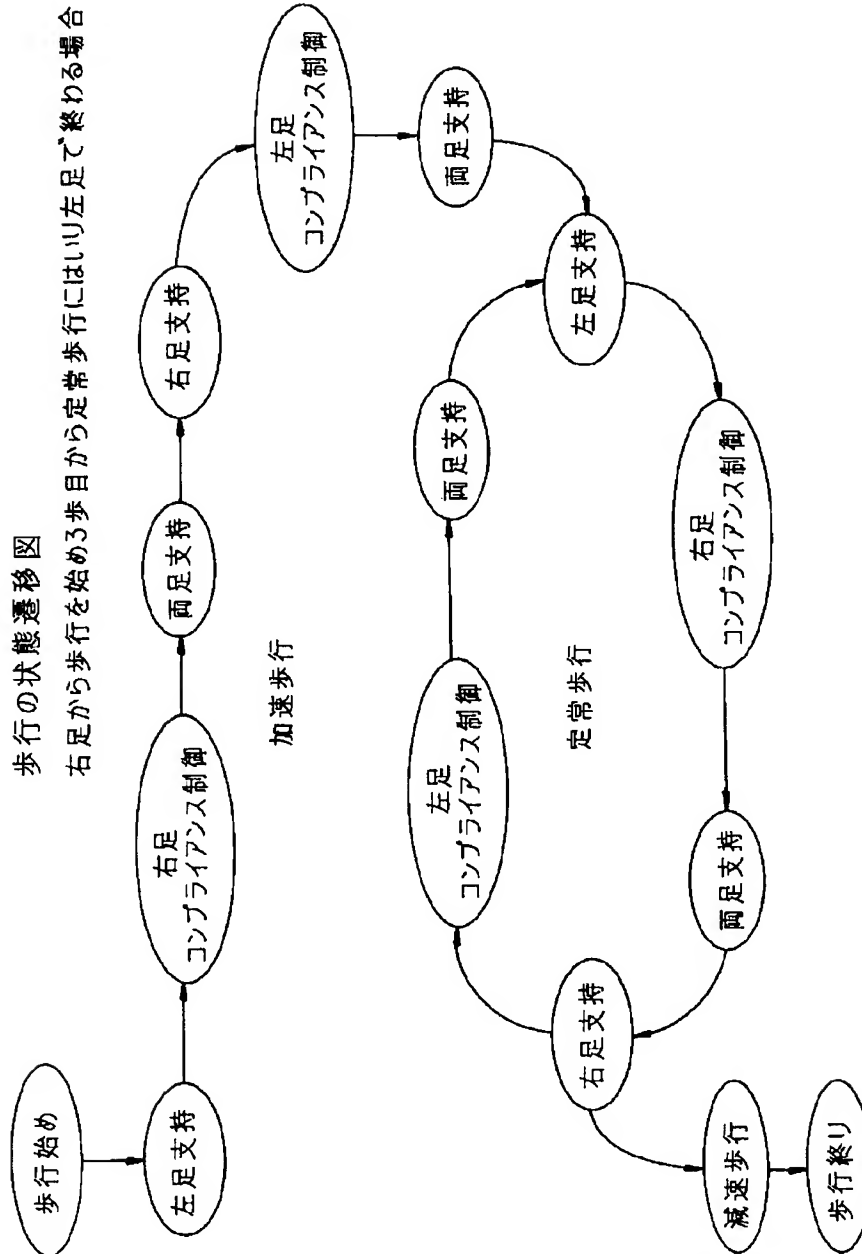 歩行の状態遷移図
右足から歩行を始め3歩目から定常歩行にはいり左足で終わる場合
歩行始め
左足支持
右足
コンプライアンス制御
両足支持
右足支持
左足
コンプライアンス制御
両足支持
加速歩行
左足支持
右足
コンプライアンス制御
両足支持
右足支持
左足
コンプライアンス制御
両足支持
定常歩行
減速歩行
歩行終り